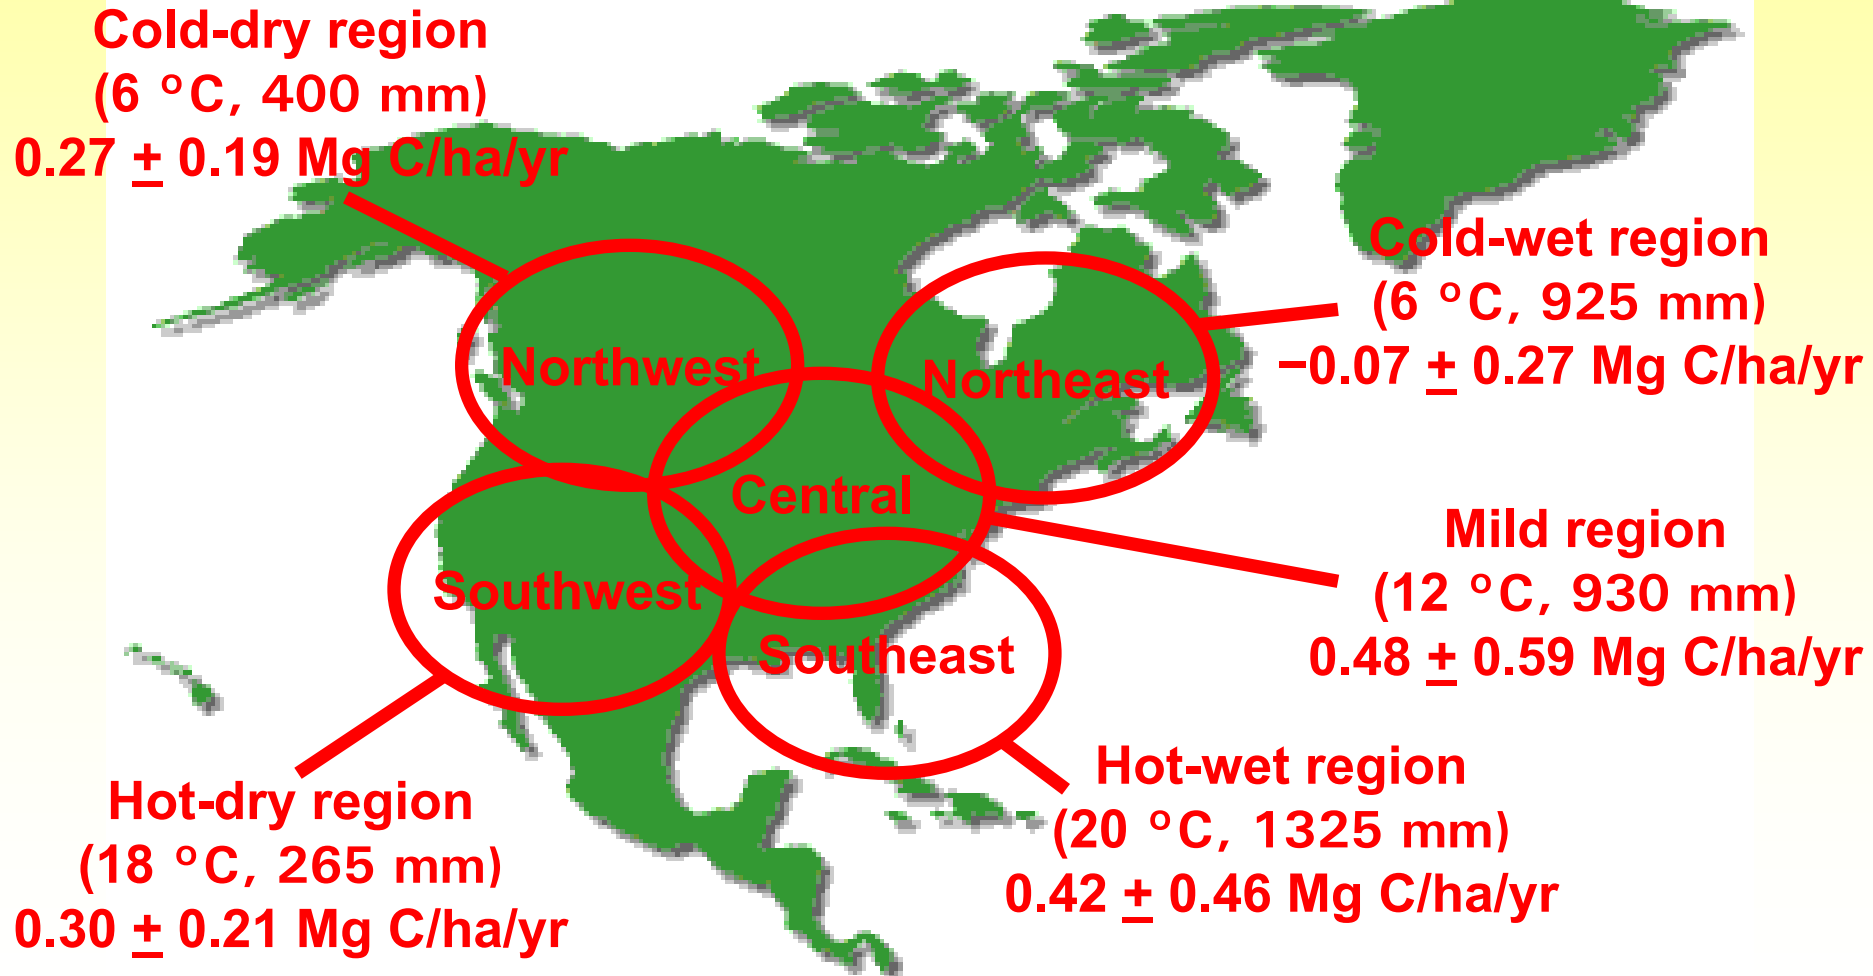 Cold-dry region
(6 °C, 400 mm)
0.27 ± 0.19 Mg C/ha/yr
Cold-wet region
(6 °C, 925 mm)
−0.07 ± 0.27 Mg C/ha/yr
Northwest
Northeast
Central
Mild region
(12 °C, 930 mm)
0.48 ± 0.59 Mg C/ha/yr
Southwest
Southeast
Hot-dry region
(18 °C, 265 mm)
0.30 ± 0.21 Mg C/ha/yr
Hot-wet region
(20 °C, 1325 mm)
0.42 ± 0.46 Mg C/ha/yr